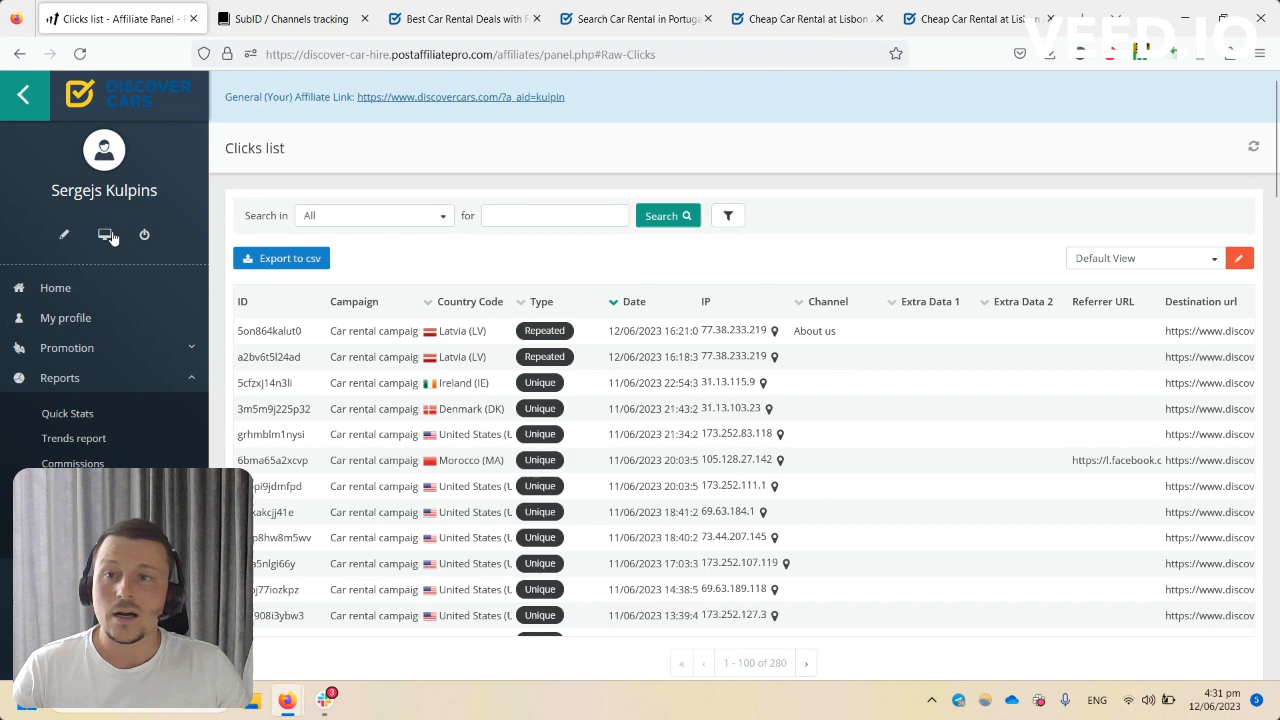 Clicks list - Affiliate Panel - F
SubID / Channels tracking
Best Car Rental Deals with F
Search Car Rental in Portuga
Cheap Car Rental at Lisbon
Cheap Car Rental at Lisbon
VEED.IO
https://discover-car-hire.postaffiliatepro.com/affiliates/panel.php#Raw-Clicks
DISCOVER
CARS
General (Your) Affiliate Link: https://www.discovercars.com/?a_aid=kulpin
Clicks list
Sergejs Kulpins
Home
My profile
Promotion
Reports
Quick Stats
Trends report
Commissions
Search in All for Search
Export to csv
Default View
ID Campaign Country Code Type Date IP Channel Extra Data 1 Extra Data 2 Referrer URL Destination url
5on864kalut0 Car rental campaig Latvia (LV) Repeated 12/06/2023 16:21:0 77.38.233.219 About us https://www.discov
a2bv6t5l24ad Car rental campaig Latvia (LV) Repeated 12/06/2023 16:18:3 77.38.233.219 https://www.discov
5cfzxj14n3li Car rental campaig Ireland (IE) Unique 11/06/2023 22:54:3 31.13.115.9 https://www.discov
3m5m9jz25p32 Car rental campaig Denmark (DK) Unique 11/06/2023 21:43:2 31.13.103.23 https://www.discov
Car rental campaig United States (U Unique 11/06/2023 21:34:2 173.252.83.118 https://www.discov
6bma65a2xcvp Car rental campaig Morocco (MA) Unique 11/06/2023 20:03:5 105.128.27.142 https://l.facebook.c https://www.discov
Car rental campaig United States (U Unique 11/06/2023 20:03:5 173.252.111.1 https://www.discov
Car rental campaig United States (U Unique 11/06/2023 18:41:2 69.63.184.1 https://www.discov
Car rental campaig United States (U Unique 11/06/2023 18:40:2 73.44.207.145 https://www.discov
Car rental campaig United States (U Unique 11/06/2023 17:03:3 173.252.107.119 https://www.discov
Car rental campaig United States (U Unique 11/06/2023 14:38:5 69.63.189.118 https://www.discov
Car rental campaig United States (U Unique 11/06/2023 13:39:4 173.252.127.3 https://www.discov
« ‹ 1 - 100 of 280 ›
3
ENG
4:31 pm
12/06/2023
5